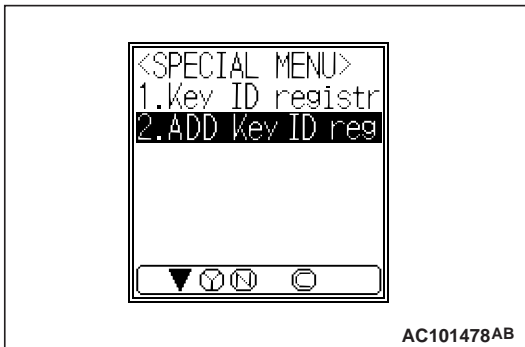 <SPECIAL MENU>
1.Key ID registr
2.ADD Key ID reg
▼ Ⓨ Ⓝ Ⓒ
AC101478AB